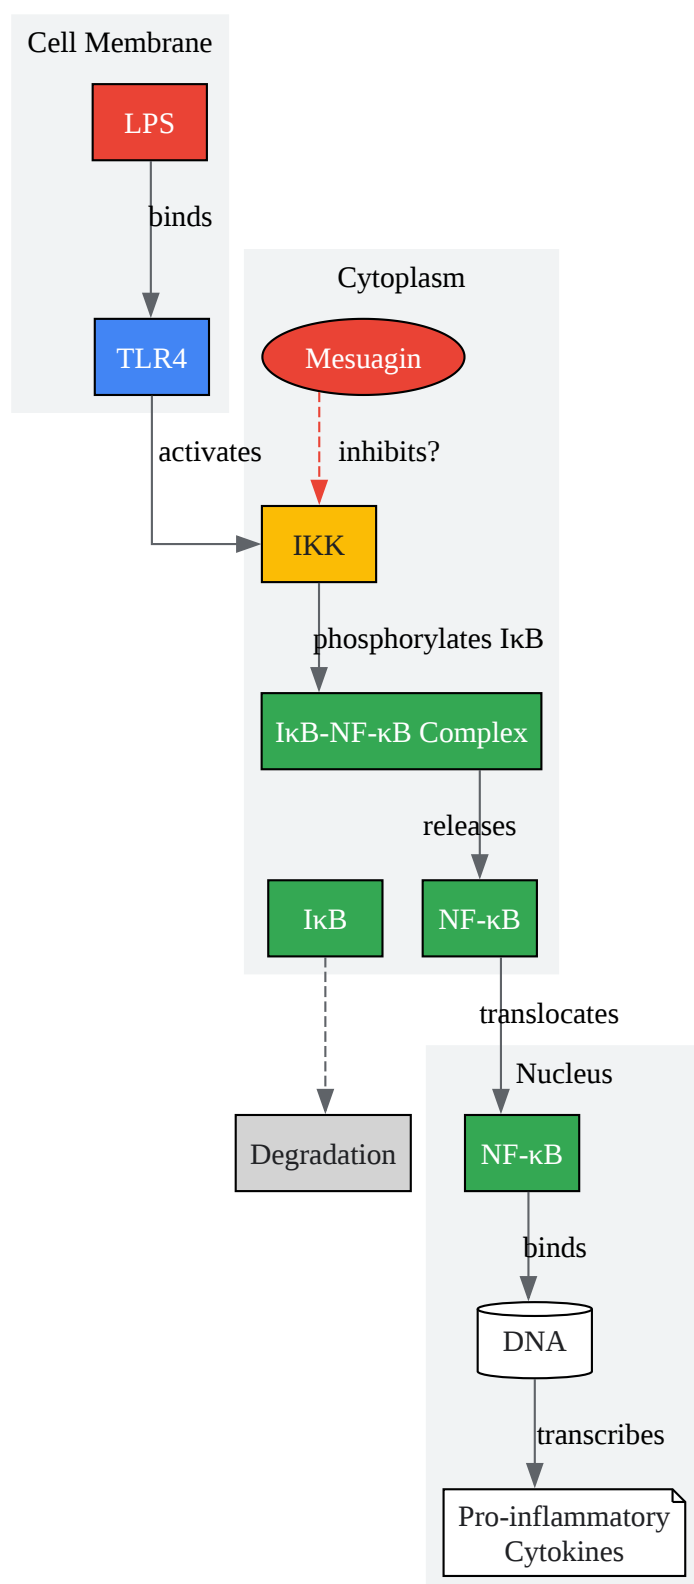 Cell Membrane
LPS
binds
TLR4
activates
Cytoplasm
Mesuagin
inhibits?
IKK
phosphorylates IκB
IκB-NF-κB Complex
releases
IκB
NF-κB
translocates
Degradation
Nucleus
NF-κB
binds
DNA
transcribes
Pro-inflammatory
Cytokines